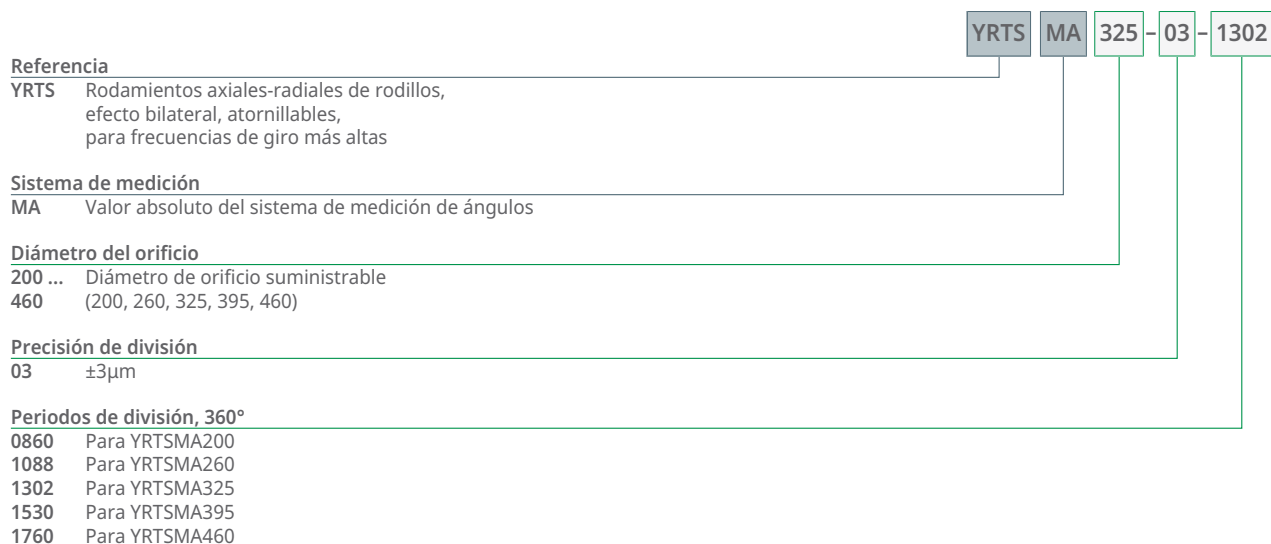 YRTS MA 325 – 03 – 1302
Referencia
YRTS Rodamientos axiales-radiales de rodillos,
efecto bilateral, atornillables,
para frecuencias de giro más altas
Sistema de medición
MA Valor absoluto del sistema de medición de ángulos
Diámetro del orificio
200 ... Diámetro de orificio suministrable
460 (200, 260, 325, 395, 460)
Precisión de división
03 ±3µm
Periodos de división, 360°
0860 Para YRTSMA200
1088 Para YRTSMA260
1302 Para YRTSMA325
1530 Para YRTSMA395
1760 Para YRTSMA460